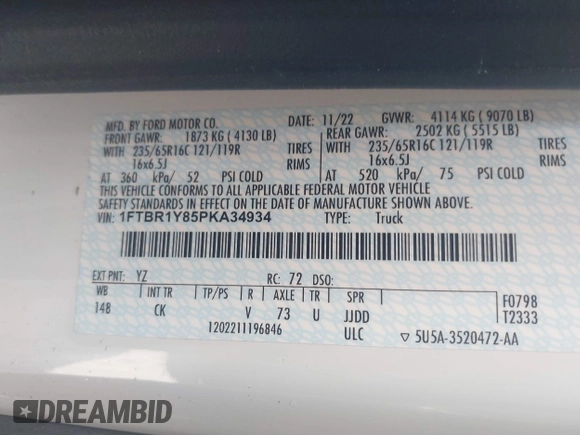 MFD. BY FORD MOTOR CO. DATE: 11/22 GVWR: 4114 KG ( 9070 LB)
FRONT GAWR: 1873 KG ( 4130 LB) REAR GAWR: 2502 KG ( 5515 LB)
WITH 235/65R16C 121/119R TIRES WITH 235/65R16C 121/119R TIRES
16x6.5J RIMS 16x6.5J RIMS
AT 360 kPa/ 52 PSI COLD AT 520 kPa/ 75 PSI COLD
THIS VEHICLE CONFORMS TO ALL APPLICABLE FEDERAL MOTOR VEHICLE
SAFETY STANDARDS IN EFFECT ON THE DATE OF MANUFACTURE SHOWN ABOVE.
VIN: 1FTBR1Y85PKA34934 TYPE: Truck
EXT PNT: YZ RC: 72 DSO:
WB INT TR TP/PS R AXLE TR SPR F0798
148 CK V 73 U JJDD T2333
1202211196846 ULC ▽ 5U5A-3520472-AA
DREAMBID